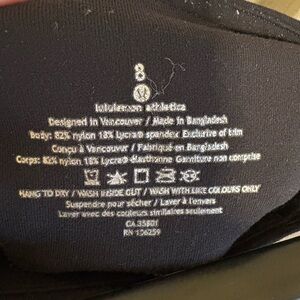 8
lululemon athletica
Designed in Vancouver / Made in Bangladesh
Body: 82% nylon 18% Lycra® spandex Exclusive of trim
Conçu à Vancouver / Fabriqué en Bangladesh
Corps: 82% nylon 18% Lycra® élasthanne Garniture non comprise
HANG TO DRY / WASH INSIDE OUT / WASH WITH LIKE COLOURS ONLY
Suspendre pour sécher / Laver à l'envers
Laver avec des couleurs similaires seulement
CA 35801
RN 106259